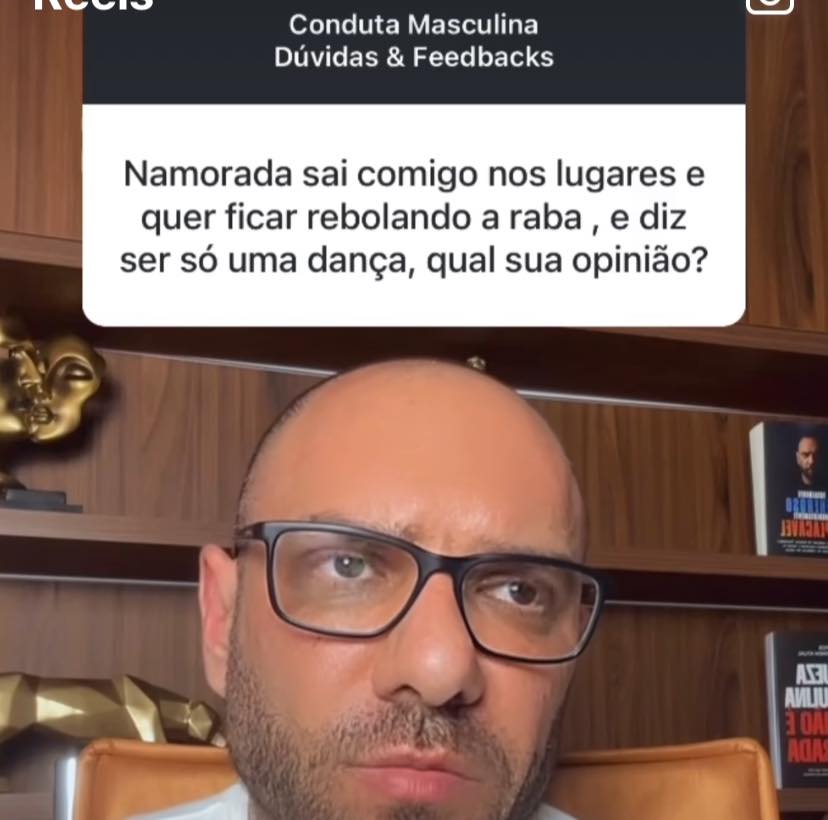 Reels
Conduta Masculina
Dúvidas & Feedbacks
Namorada sai comigo nos lugares e
quer ficar rebolando a raba , e diz
ser só uma dança, qual sua opinião?